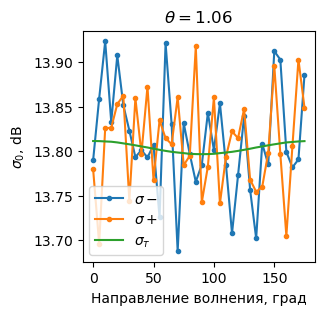 θ = 1.06
σ₀, dB
13.90
13.85
13.80
13.75
13.70
σ−
σ+
σ_T
0 50 100 150
Направление волнения, град